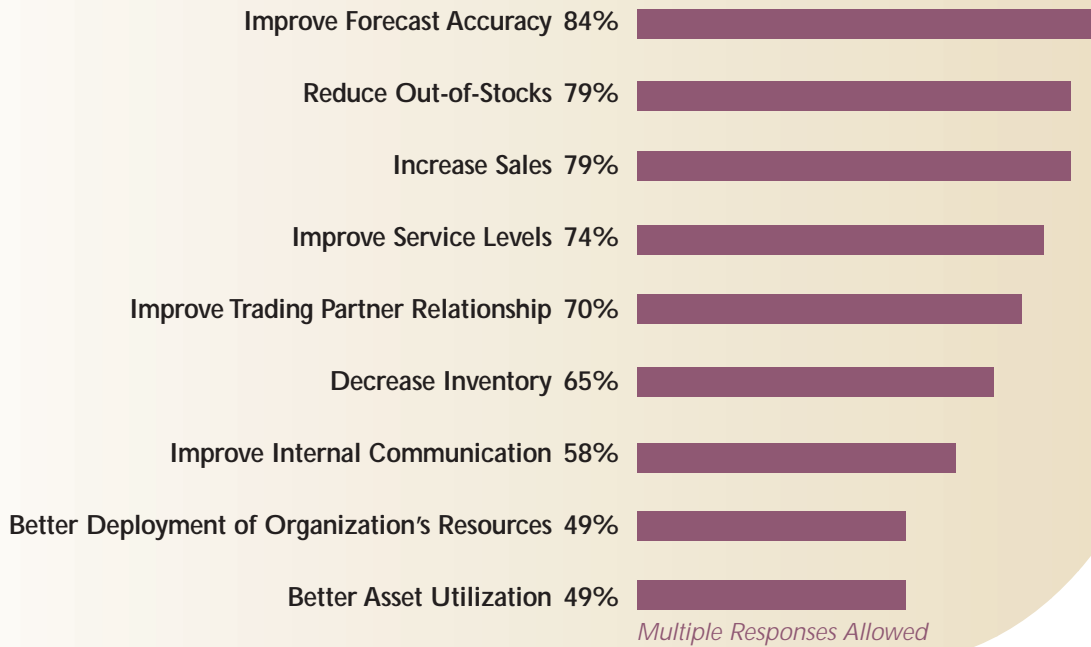 Improve Forecast Accuracy 84%
Reduce Out-of-Stocks 79%
Increase Sales 79%
Improve Service Levels 74%
Improve Trading Partner Relationship 70%
Decrease Inventory 65%
Improve Internal Communication 58%
Better Deployment of Organization's Resources 49%
Better Asset Utilization 49%
Multiple Responses Allowed